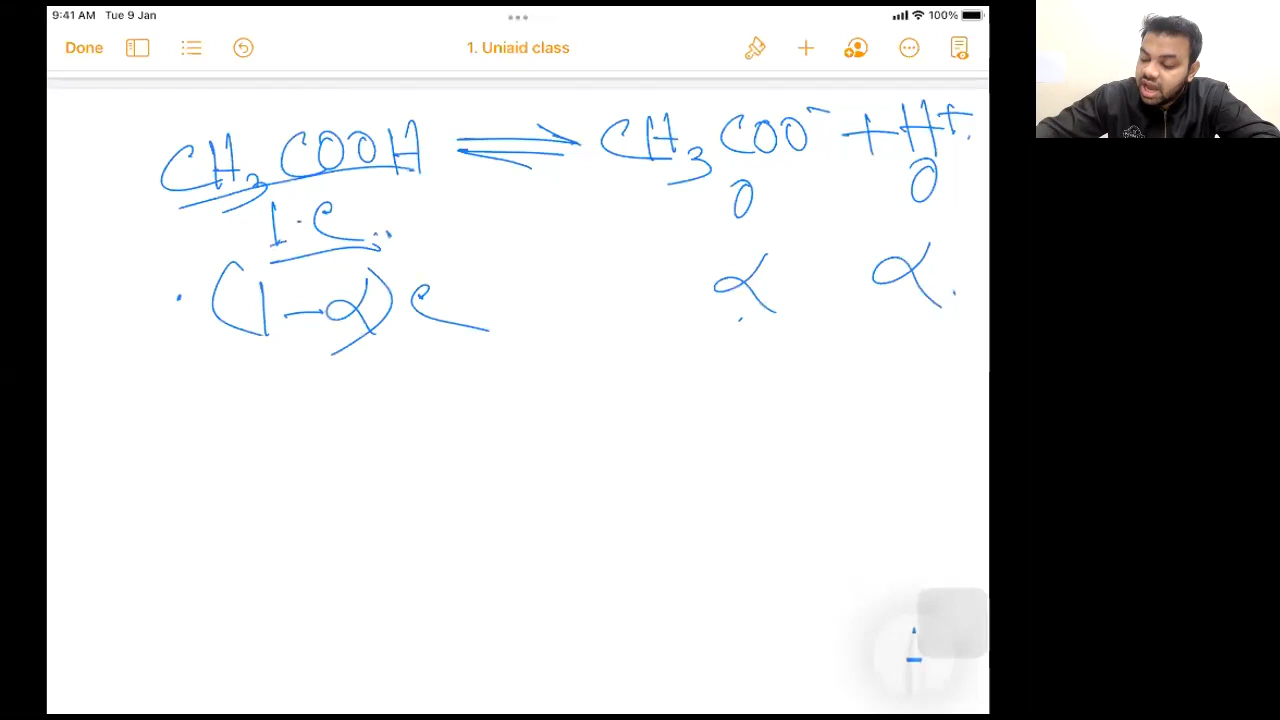 9:41 AM Tue 9 Jan 100%
Done 1. Uniaid class
CH₃COOH ⇌ CH₃COO⁻ + H⁺.
1·C 0 0
(1-α)C α α